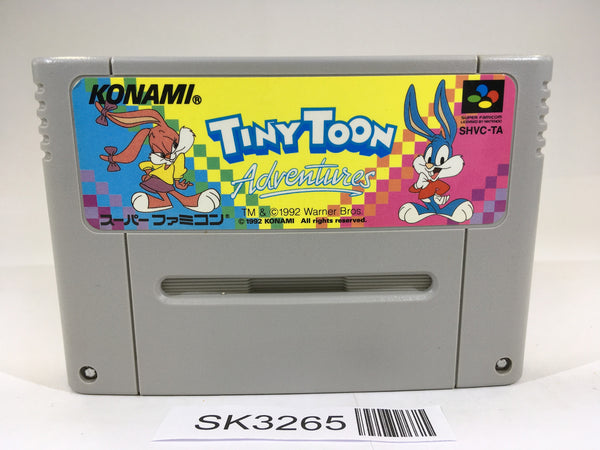 KONAMI®
TINY TOON
Adventures
TM & ©1992 Warner Bros.
©1992 KONAMI All rights reserved.
スーパーファミコン®
SUPER FAMICOM
LICENSED BY NINTENDO
SHVC-TA
SK3265